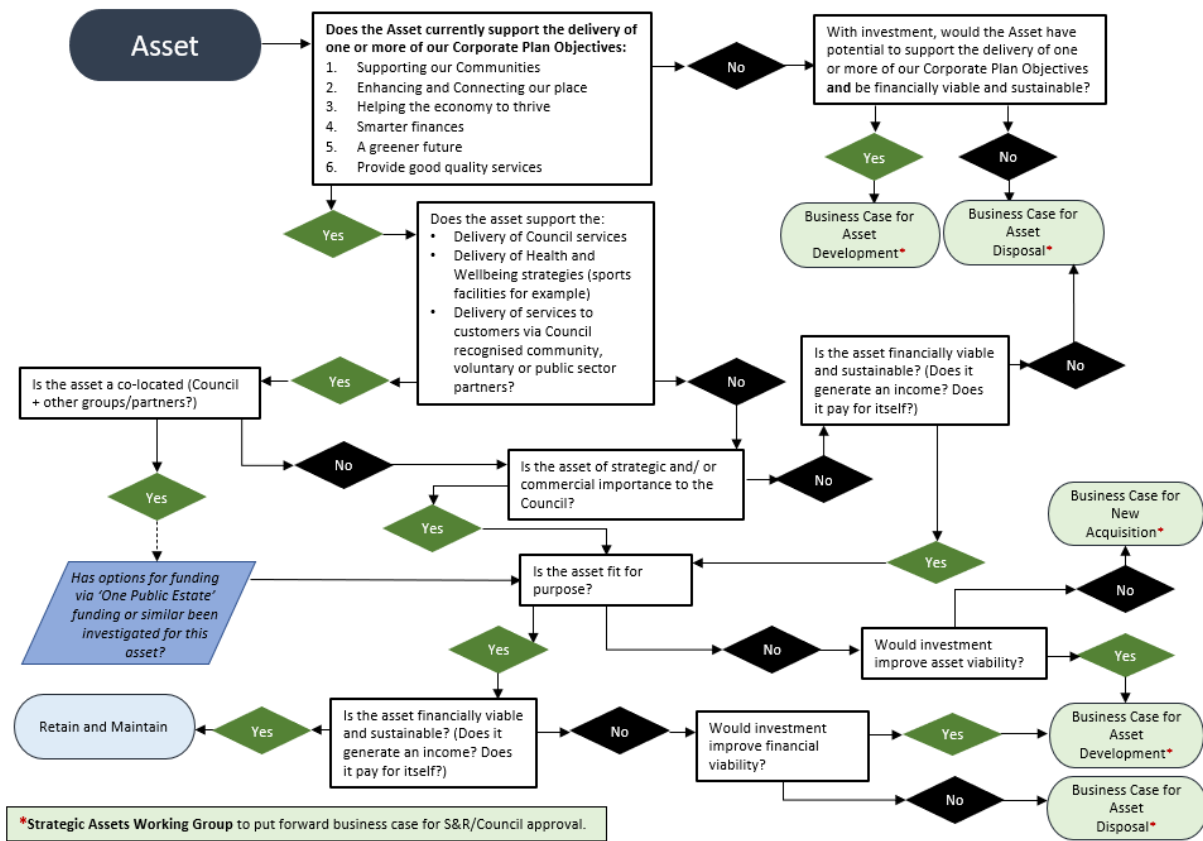 Asset
Does the Asset currently support the delivery of
one or more of our Corporate Plan Objectives:
1. Supporting our Communities
2. Enhancing and Connecting our place
3. Helping the economy to thrive
4. Smarter finances
5. A greener future
6. Provide good quality services
No
With investment, would the Asset have
potential to support the delivery of one
or more of our Corporate Plan Objectives
and be financially viable and sustainable?
Yes
No
Business Case for
Asset
Development*
Business Case for
Asset
Disposal*
Yes
Does the asset support the:
• Delivery of Council services
• Delivery of Health and
Wellbeing strategies (sports
facilities for example)
• Delivery of services to
customers via Council
recognised community,
voluntary or public sector
partners?
Yes
No
Is the asset financially viable
and sustainable? (Does it
generate an income? Does
it pay for itself?)
No
Is the asset a co-located (Council
+ other groups/partners?)
No
Is the asset of strategic and/ or
commercial importance to the
Council?
No
Yes
Yes
Yes
Business Case for
New
Acquisition*
Has options for funding
via ‘One Public Estate’
funding or similar been
investigated for this
asset?
Is the asset fit for
purpose?
No
Yes
No
Would investment
improve asset viability?
Yes
Retain and Maintain
Yes
Is the asset financially viable
and sustainable? (Does it
generate an income? Does
it pay for itself?)
No
Would investment
improve financial
viability?
Yes
Business Case for
Asset
Development*
No
Business Case for
Asset
Disposal*
*Strategic Assets Working Group to put forward business case for S&R/Council approval.